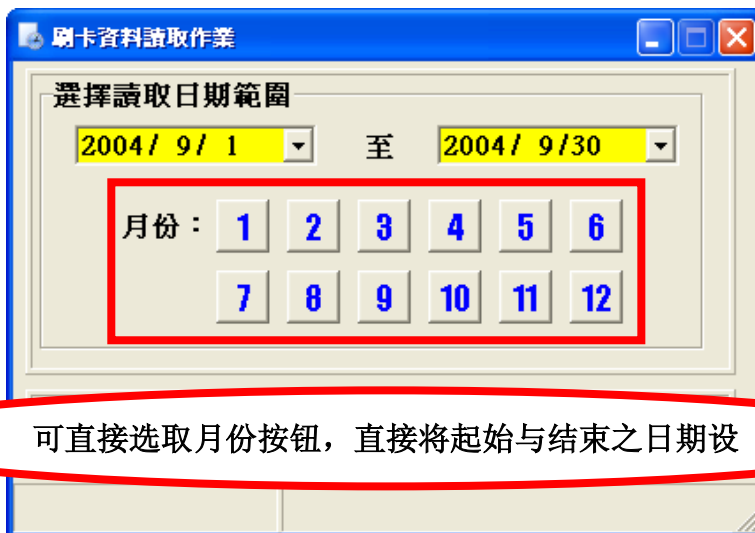 刷卡資料讀取作業
選擇讀取日期範圍
2004/ 9/ 1 至 2004/ 9/30
月份： 1 2 3 4 5 6
7 8 9 10 11 12
可直接选取月份按钮，直接将起始与结束之日期设